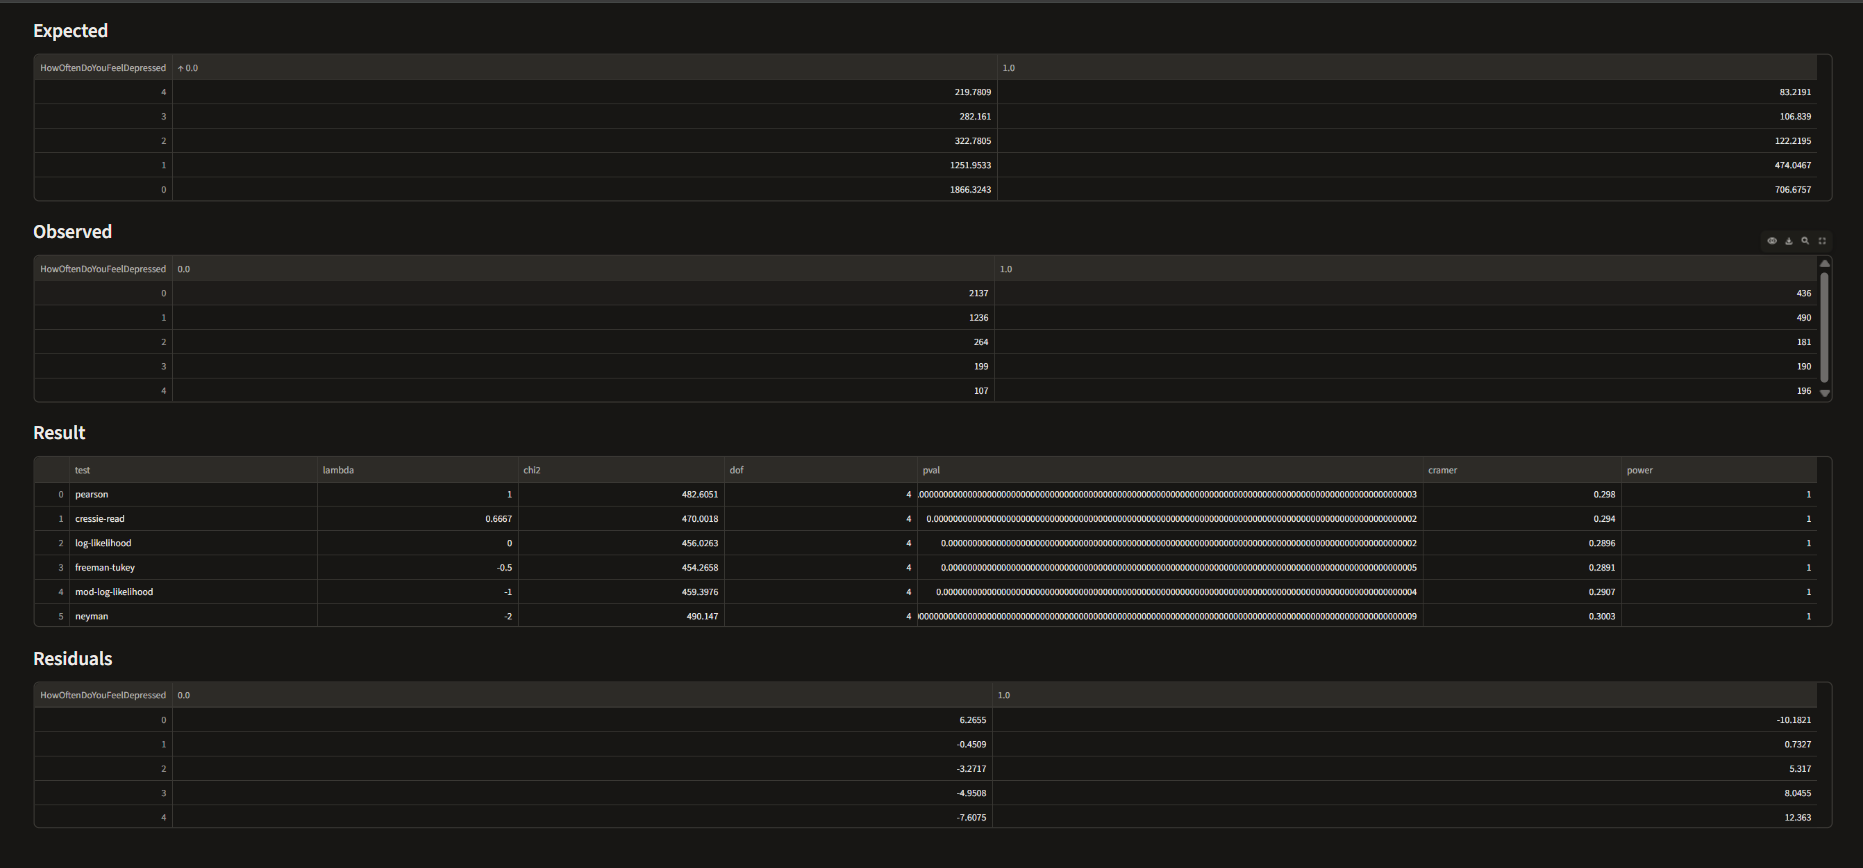 Expected
HowOftenDoYouFeelDepressed ↑ 0.0 1.0
4 219.7809 83.2191
3 282.161 106.839
2 322.7805 122.2195
1 1251.9533 474.0467
0 1866.3243 706.6757
Observed
HowOftenDoYouFeelDepressed 0.0 1.0
0 2137 436
1 1236 490
2 264 181
3 199 190
4 107 196
Result
test lambda chi2 dof pval cramer power
0 pearson 1 482.6051 4 0.298 1
1 cressie-read 0.6667 470.0018 4 0.294 1
2 log-likelihood 0 456.0263 4 0.2896 1
3 freeman-tukey -0.5 454.2658 4 0.2891 1
4 mod-log-likelihood -1 459.3976 4 0.2907 1
5 neyman -2 490.147 4 0.3003 1
Residuals
HowOftenDoYouFeelDepressed 0.0 1.0
0 6.2655 -10.1821
1 -0.4509 0.7327
2 -3.2717 5.317
3 -4.9508 8.0455
4 -7.6075 12.363